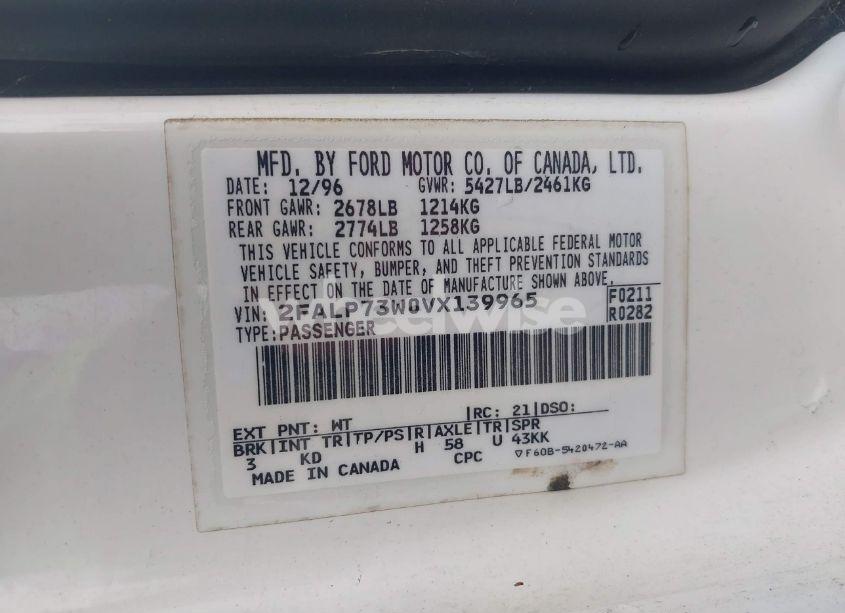 MFD. BY FORD MOTOR CO. OF CANADA, LTD.
DATE: 12/96 GVWR: 5427LB/2461KG
FRONT GAWR: 2678LB 1214KG
REAR GAWR: 2774LB 1258KG
THIS VEHICLE CONFORMS TO ALL APPLICABLE FEDERAL MOTOR
VEHICLE SAFETY, BUMPER, AND THEFT PREVENTION STANDARDS
IN EFFECT ON THE DATE OF MANUFACTURE SHOWN ABOVE,
VIN: 2FALP73W0VX139965 F0211
TYPE: PASSENGER R0282
wheelwise
EXT PNT: WT RC: 21 DSO:
BRK INT TR TP/PS R AXLE TR SPR
3 KD H 58 U 43KK
MADE IN CANADA CPC ▽F60B-5420472-AA